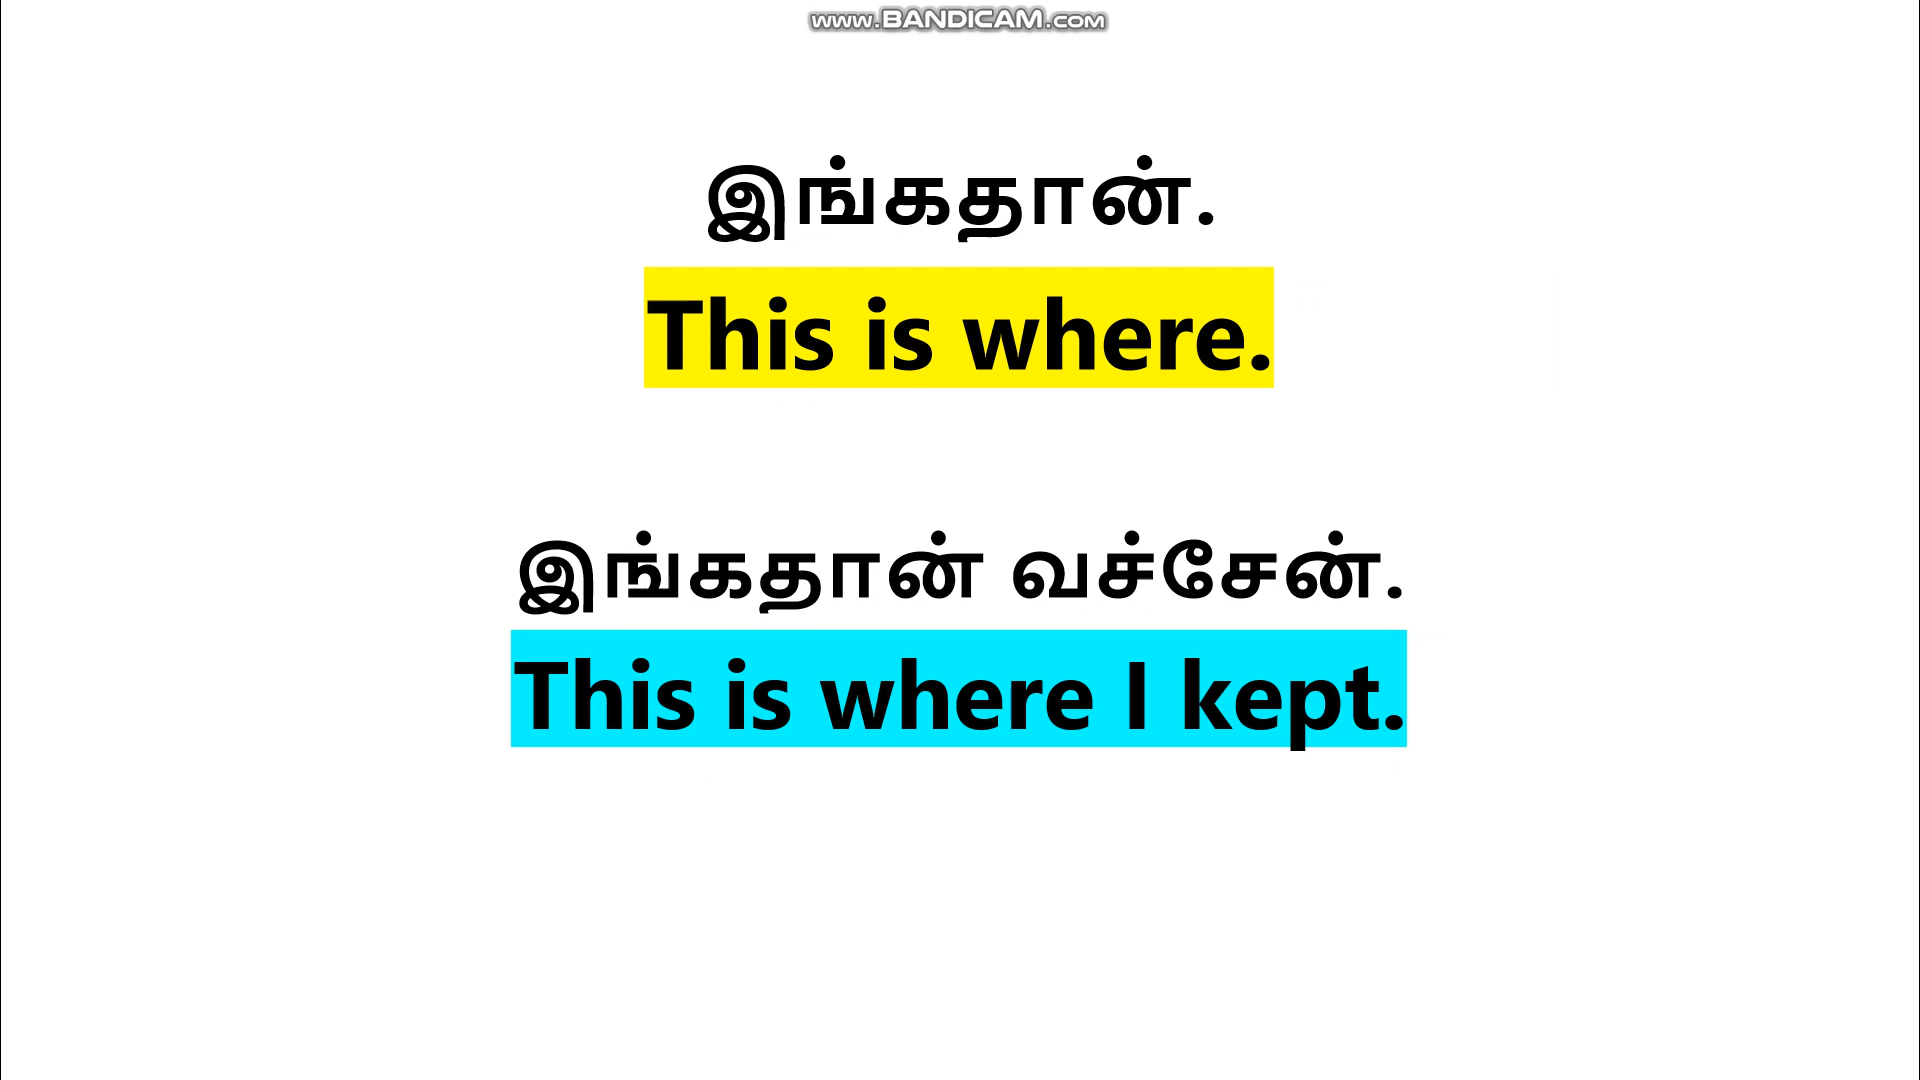 www.BANDICAM.com
இங்கதான்.
This is where.
இங்கதான் வச்சேன்.
This is where I kept.